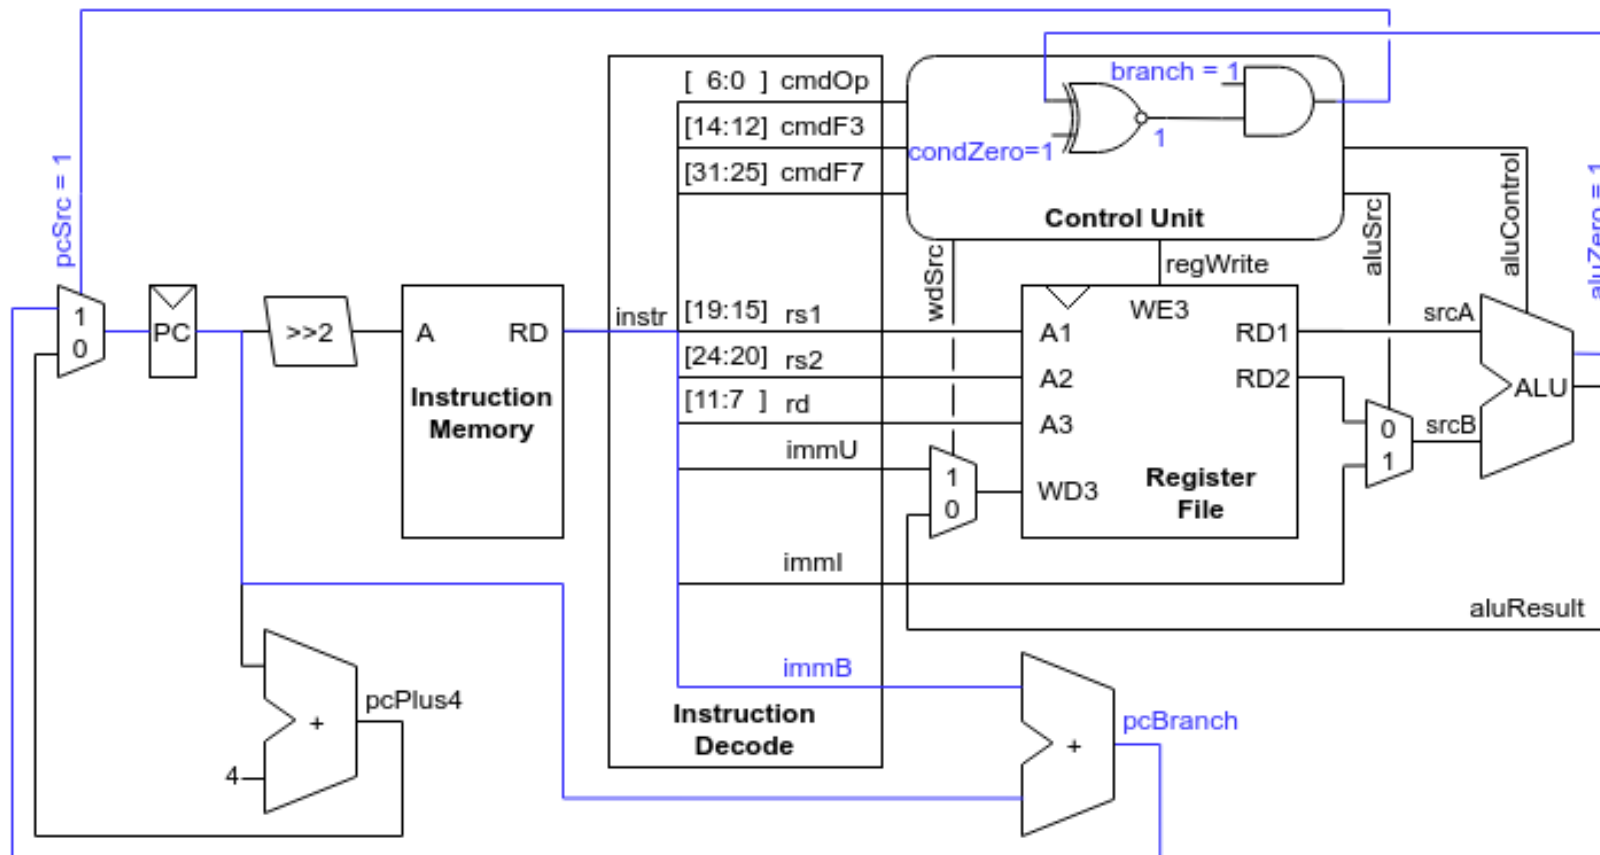 branch = 1
[ 6:0 ] cmdOp
[14:12] cmdF3
condZero=1
1
[31:25] cmdF7
Control Unit
pcSrc = 1
aluSrc
aluControl
aluZero = 1
wdSrc
regWrite
1
0
PC
>>2
A RD
Instruction
Memory
instr
[19:15] rs1
[24:20] rs2
[11:7 ] rd
immU
1
0
WE3
A1 RD1
A2 RD2
A3
WD3
Register
File
srcA
srcB
0
1
ALU
immI
aluResult
immB
Instruction
Decode
pcPlus4
+
4
pcBranch
+